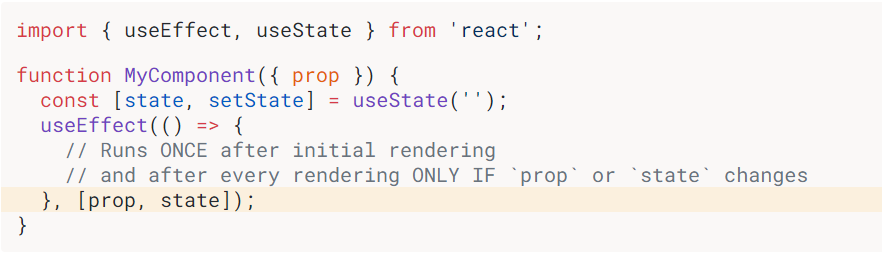 import { useEffect, useState } from 'react';
function MyComponent({ prop }) {
  const [state, setState] = useState('');
  useEffect(() => {
    // Runs ONCE after initial rendering
    // and after every rendering ONLY IF `prop` or `state` changes
  }, [prop, state]);
}